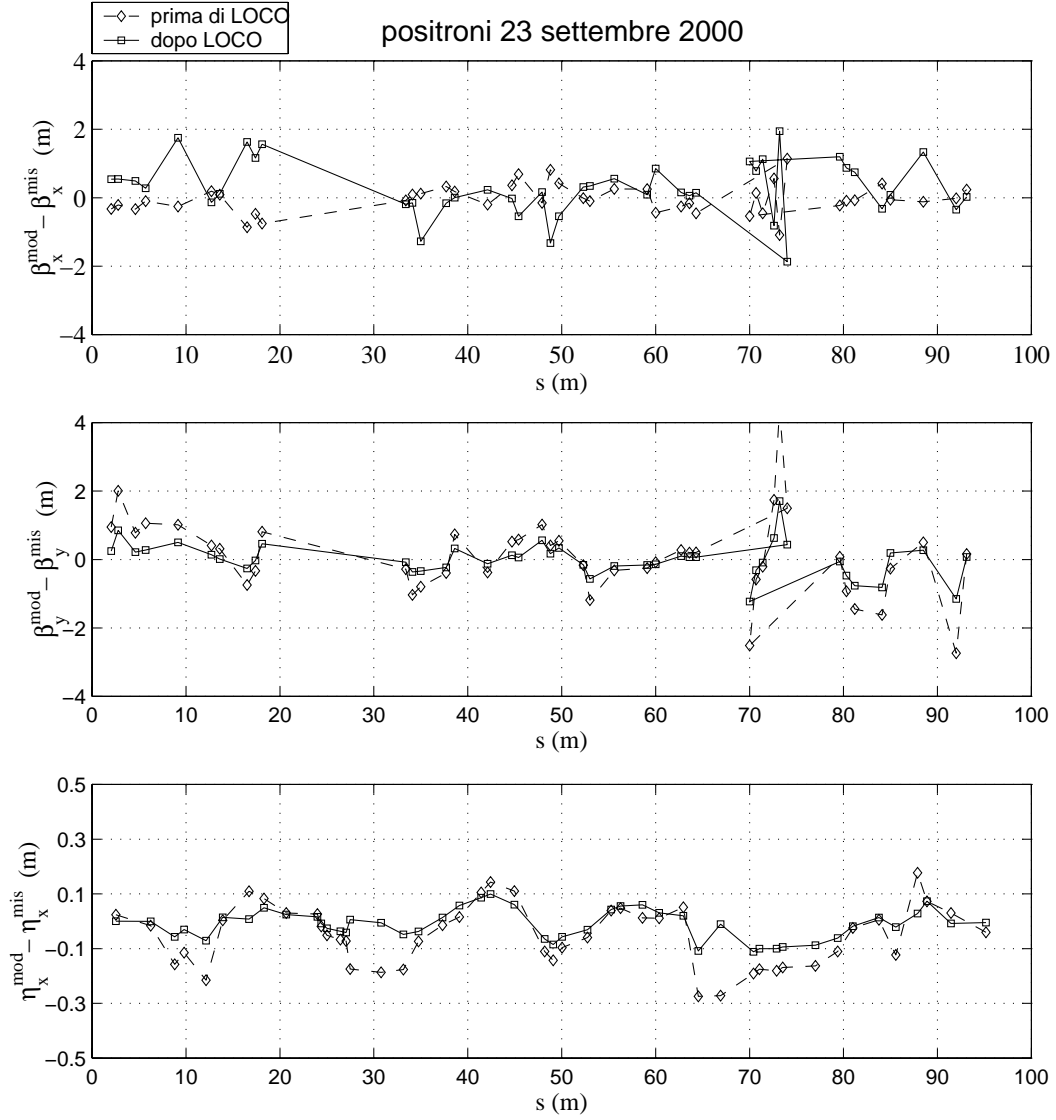 prima di LOCO
dopo LOCO
positroni 23 settembre 2000
β_x^mod − β_x^mis (m)
4
2
0
−2
−4
0 10 20 30 40 50 60 70 80 90 100
s (m)
β_y^mod − β_y^mis (m)
4
2
0
−2
−4
0 10 20 30 40 50 60 70 80 90 100
s (m)
η_x^mod − η_x^mis (m)
0.5
0.3
0.1
−0.1
−0.3
−0.5
0 10 20 30 40 50 60 70 80 90 100
s (m)